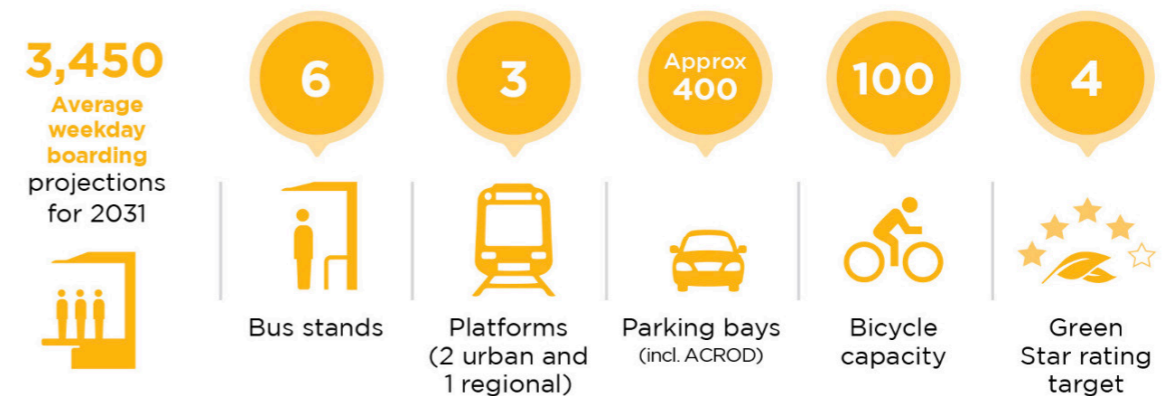 3,450
Average
weekday
boarding
projections
for 2031
6
Bus stands
3
Platforms
(2 urban and
1 regional)
Approx
400
Parking bays
(incl. ACROD)
100
Bicycle
capacity
4
Green
Star rating
target